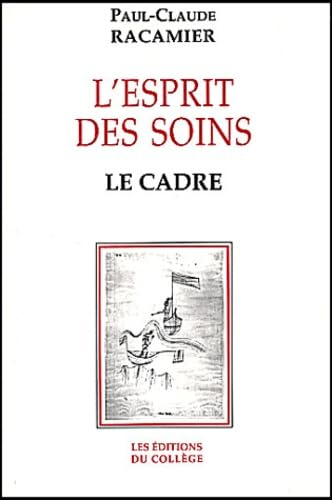 PAUL-CLAUDE
RACAMIER
L'ESPRIT
DES SOINS
LE CADRE
LES ÉDITIONS
DU COLLÈGE